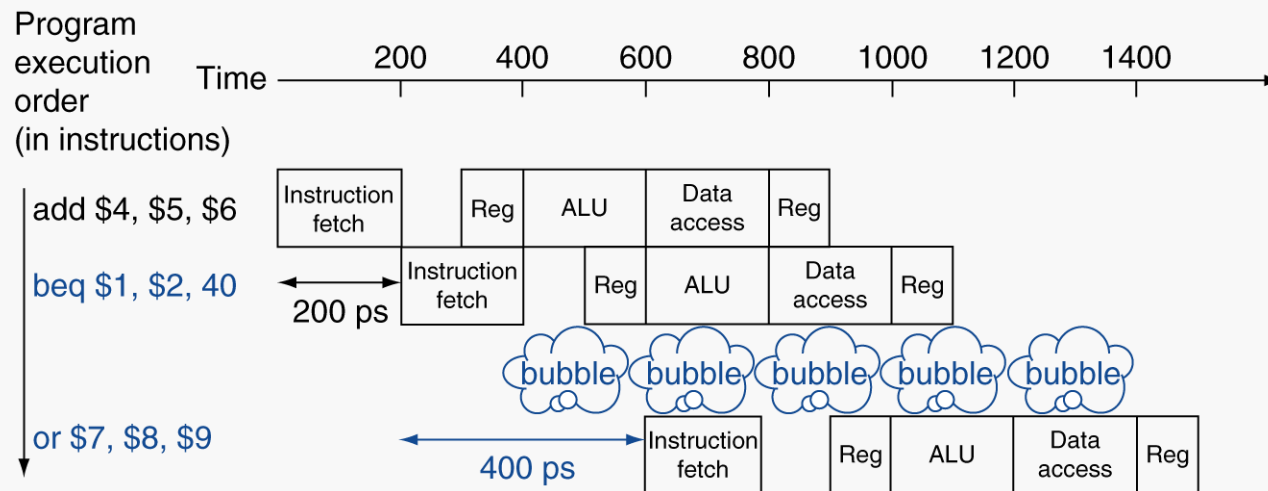 Program
execution
order
(in instructions)
Time
200 400 600 800 1000 1200 1400
add $4, $5, $6
Instruction
fetch
Reg
ALU
Data
access
Reg
beq $1, $2, 40
200 ps
Instruction
fetch
Reg
ALU
Data
access
Reg
bubble bubble bubble bubble bubble
or $7, $8, $9
400 ps
Instruction
fetch
Reg
ALU
Data
access
Reg